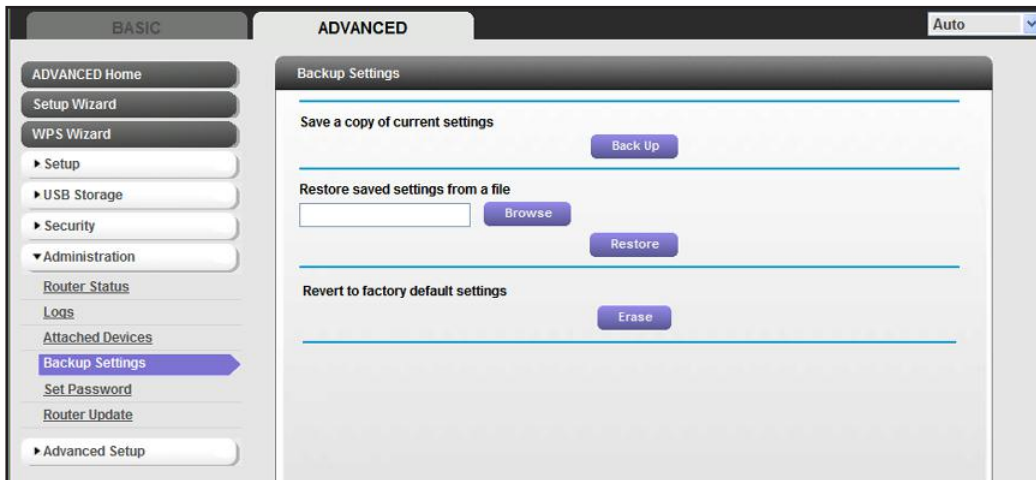 BASIC
ADVANCED
Auto
ADVANCED Home
Setup Wizard
WPS Wizard
Setup
USB Storage
Security
Administration
Router Status
Logs
Attached Devices
Backup Settings
Set Password
Router Update
Advanced Setup
Backup Settings
Save a copy of current settings
Back Up
Restore saved settings from a file
Browse
Restore
Revert to factory default settings
Erase